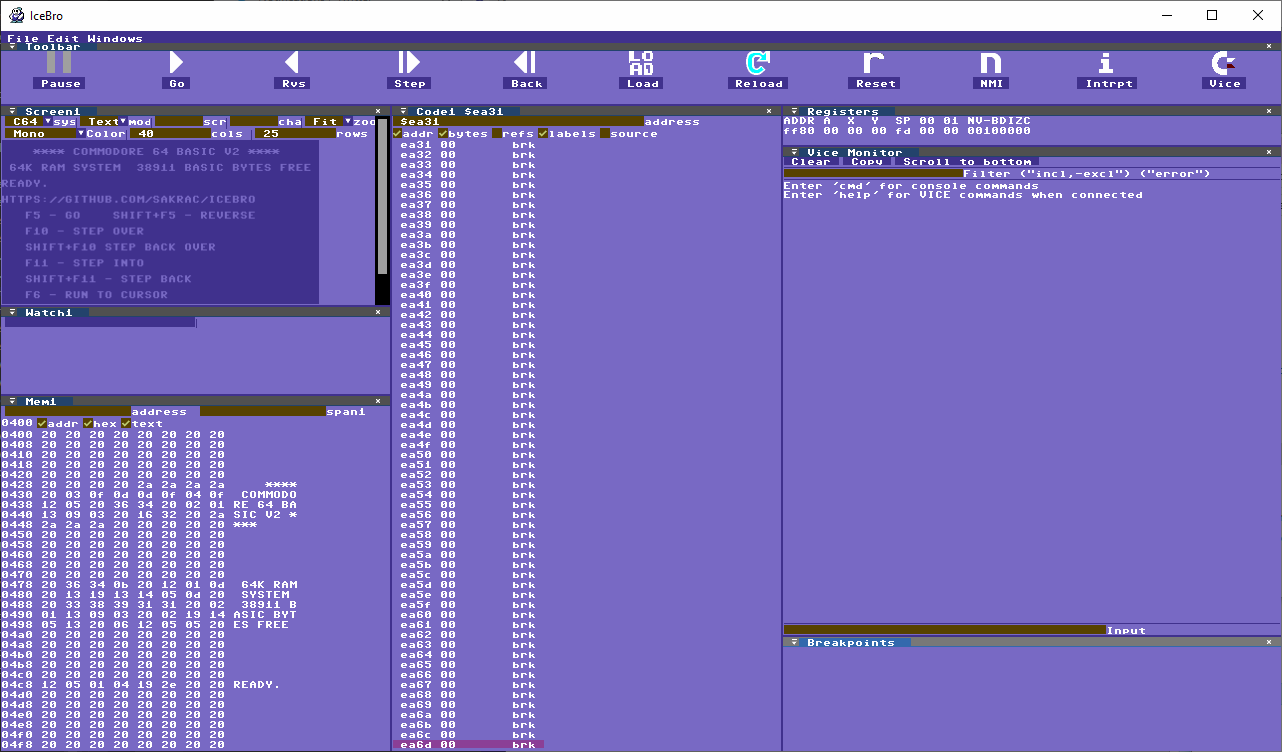 IceBro
File Edit Windows
Toolbar
Pause Go Rvs Step Back LOAD Load C Reload r Reset n NMI i Intrpt C Vice
Screen1
C64 sys Text mod scr cha Fit zoo
Mono Color 40 cols 25 rows
**** COMMODORE 64 BASIC V2 ****
64K RAM SYSTEM 38911 BASIC BYTES FREE
READY.
HTTPS://GITHUB.COM/SAKRAC/ICEBRO
F5 - GO SHIFT+F5 - REVERSE
F10 - STEP OVER
SHIFT+F10 STEP BACK OVER
F11 - STEP INTO
SHIFT+F11 - STEP BACK
F6 - RUN TO CURSOR
Watch1
Mem1
address span1
0400 addr hex text
0400 20 20 20 20 20 20 20 20
0408 20 20 20 20 20 20 20 20
0410 20 20 20 20 20 20 20 20
0418 20 20 20 20 20 20 20 20
0420 20 20 20 20 20 20 20 20
0428 20 20 20 20 2a 2a 2a 2a ****
0430 20 03 0f 0d 0d 0f 04 0f COMMODO
0438 12 05 20 36 34 20 02 01 RE 64 BA
0440 13 09 03 20 16 32 20 2a SIC V2 *
0448 2a 2a 2a 20 20 20 20 20 ***
0450 20 20 20 20 20 20 20 20
0458 20 20 20 20 20 20 20 20
0460 20 20 20 20 20 20 20 20
0468 20 20 20 20 20 20 20 20
0470 20 20 20 20 20 20 20 20
0478 20 36 34 0b 20 12 01 0d 64K RAM
0480 20 13 19 13 14 05 0d 20 SYSTEM
0488 20 33 38 39 31 31 20 02 38911 B
0490 01 13 09 03 20 02 19 14 ASIC BYT
0498 05 13 20 06 12 05 05 20 ES FREE
04a0 20 20 20 20 20 20 20 20
04a8 20 20 20 20 20 20 20 20
04b0 20 20 20 20 20 20 20 20
04b8 20 20 20 20 20 20 20 20
04c0 20 20 20 20 20 20 20 20
04c8 12 05 01 04 19 2e 20 20 READY.
04d0 20 20 20 20 20 20 20 20
04d8 20 20 20 20 20 20 20 20
04e0 20 20 20 20 20 20 20 20
04e8 20 20 20 20 20 20 20 20
04f0 20 20 20 20 20 20 20 20
04f8 20 20 20 20 20 20 20 20
Code1 $ea31
$ea31 address
addr bytes refs labels source
ea31 00 brk
ea32 00 brk
ea33 00 brk
ea34 00 brk
ea35 00 brk
ea36 00 brk
ea37 00 brk
ea38 00 brk
ea39 00 brk
ea3a 00 brk
ea3b 00 brk
ea3c 00 brk
ea3d 00 brk
ea3e 00 brk
ea3f 00 brk
ea40 00 brk
ea41 00 brk
ea42 00 brk
ea43 00 brk
ea44 00 brk
ea45 00 brk
ea46 00 brk
ea47 00 brk
ea48 00 brk
ea49 00 brk
ea4a 00 brk
ea4b 00 brk
ea4c 00 brk
ea4d 00 brk
ea4e 00 brk
ea4f 00 brk
ea50 00 brk
ea51 00 brk
ea52 00 brk
ea53 00 brk
ea54 00 brk
ea55 00 brk
ea56 00 brk
ea57 00 brk
ea58 00 brk
ea59 00 brk
ea5a 00 brk
ea5b 00 brk
ea5c 00 brk
ea5d 00 brk
ea5e 00 brk
ea5f 00 brk
ea60 00 brk
ea61 00 brk
ea62 00 brk
ea63 00 brk
ea64 00 brk
ea65 00 brk
ea66 00 brk
ea67 00 brk
ea68 00 brk
ea69 00 brk
ea6a 00 brk
ea6b 00 brk
ea6c 00 brk
ea6d 00 brk
Registers
ADDR A X Y SP 00 01 NV-BDIZC
ff80 00 00 00 fd 00 00 00100000
Vice Monitor
Clear Copy Scroll to bottom
Filter ("incl,-excl") ("error")
Enter 'cmd' for console commands
Enter 'help' for VICE commands when connected
Input
Breakpoints